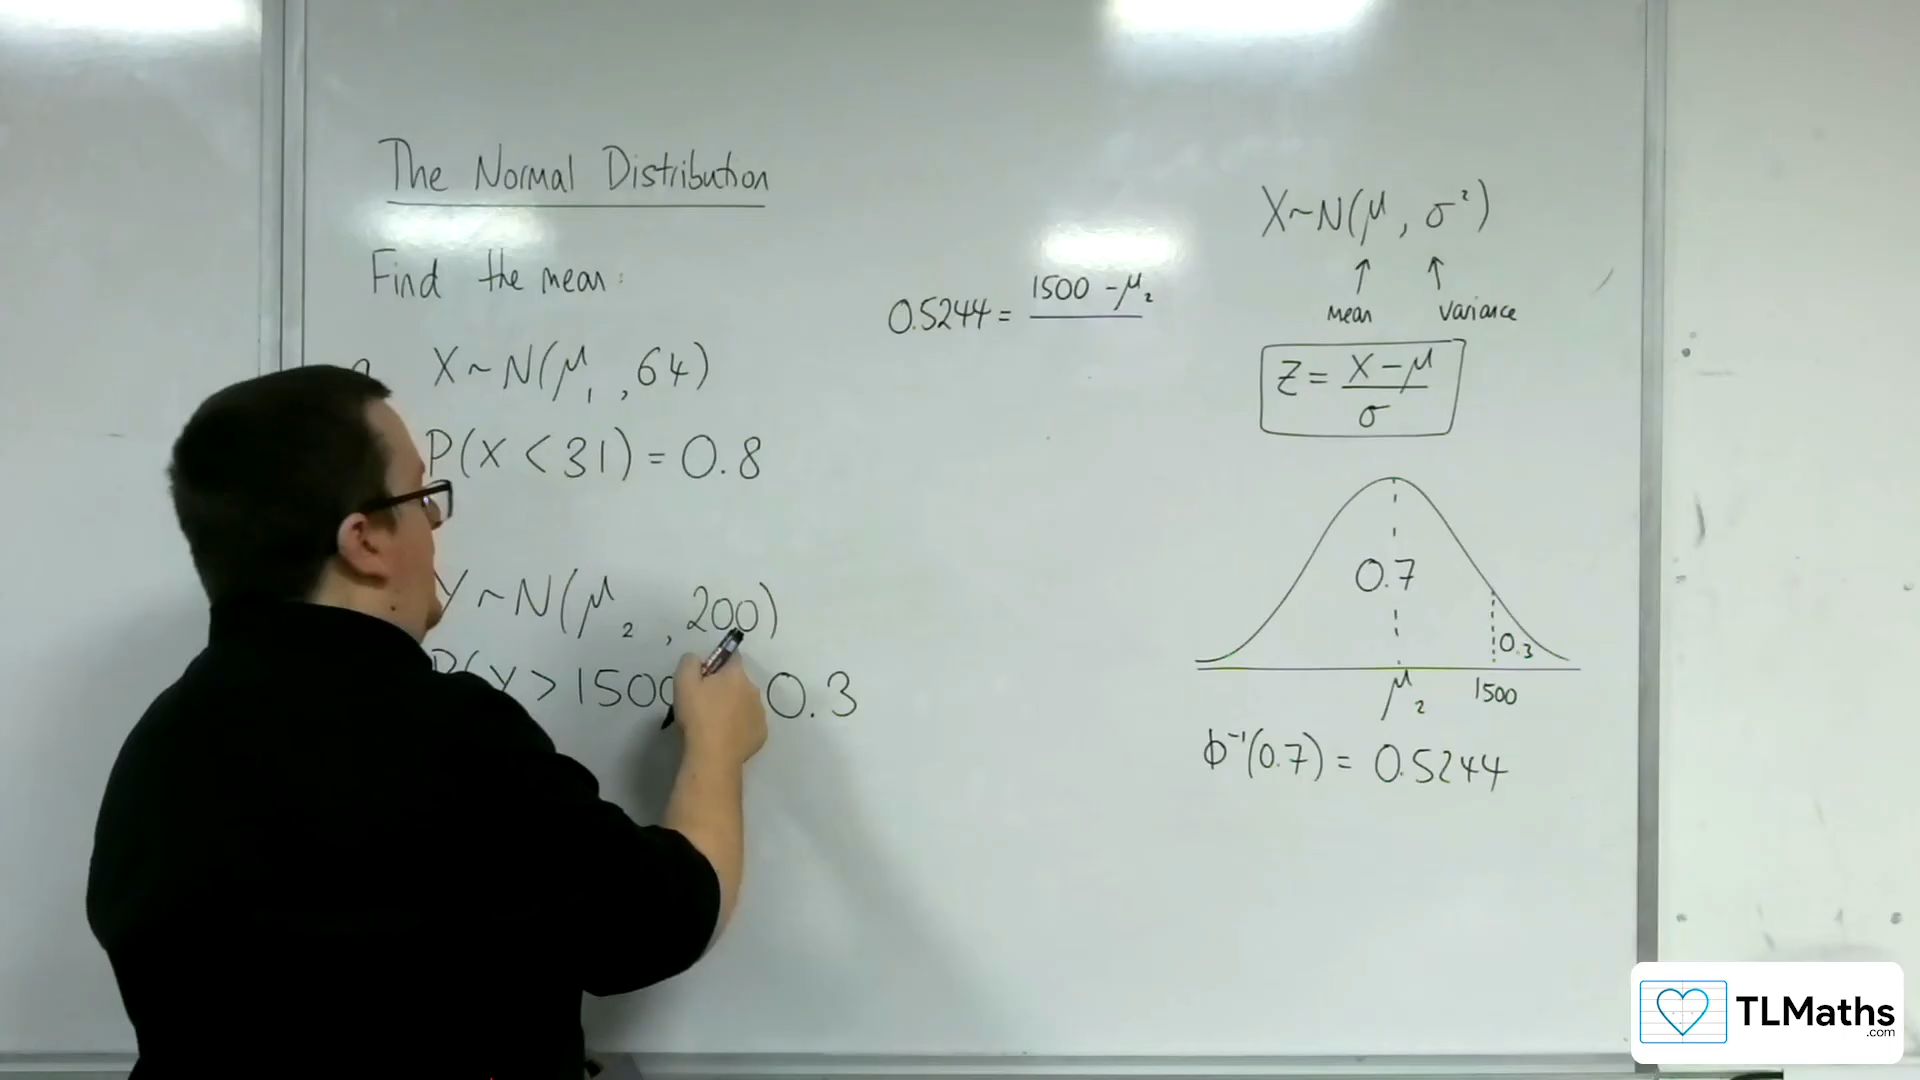 The Normal Distribution
Find the mean:
X ~ N(μ₁, 64)
P(X < 31) = 0.8
Y ~ N(μ₂, 200)
P(Y > 1500 0.3
0.5244 = 1500 - μ₂
X ~ N(μ, σ²)
↑ ↑
mean variance
Z = X - μ
σ
0.7
0.3
μ₂ 1500
Φ⁻¹(0.7) = 0.5244
TLMaths
.com